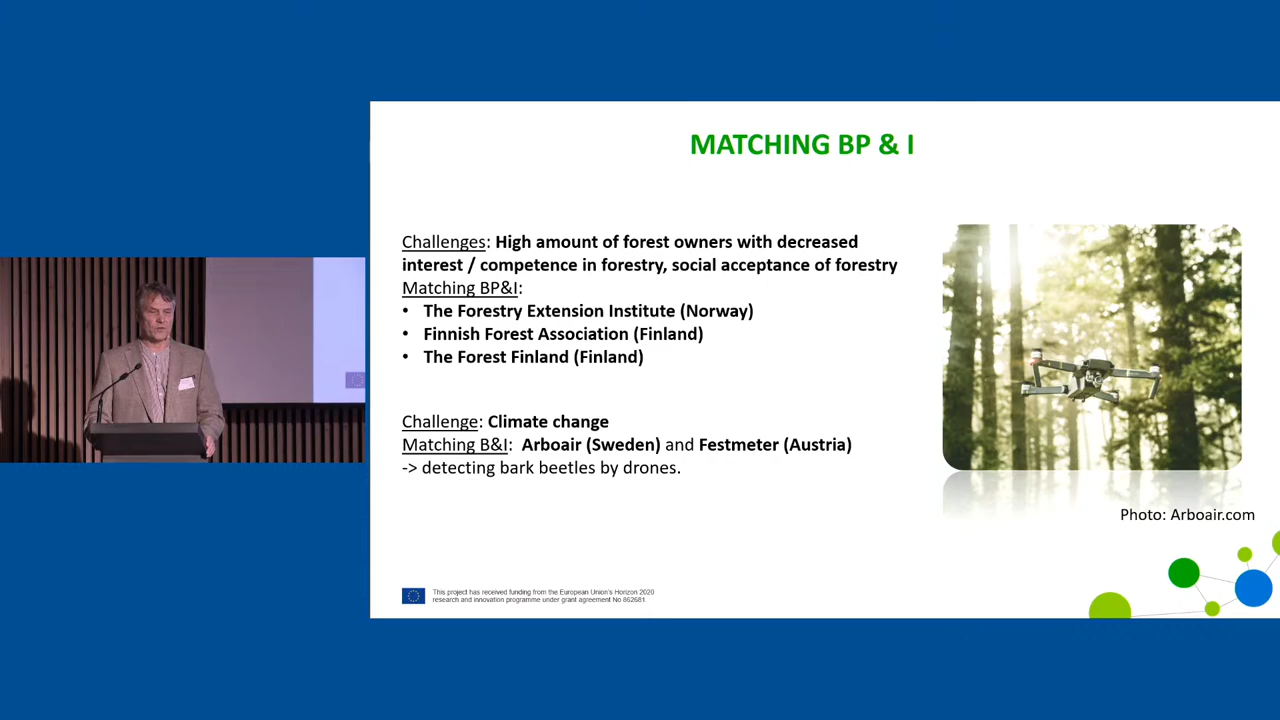 MATCHING BP & I
Challenges: High amount of forest owners with decreased
interest / competence in forestry, social acceptance of forestry
Matching BP&I:
• The Forestry Extension Institute (Norway)
• Finnish Forest Association (Finland)
• The Forest Finland (Finland)
Challenge: Climate change
Matching B&I: Arboair (Sweden) and Festmeter (Austria)
-> detecting bark beetles by drones.
Photo: Arboair.com
This project has received funding from the European Union's Horizon 2020
research and innovation programme under grant agreement No 862681.